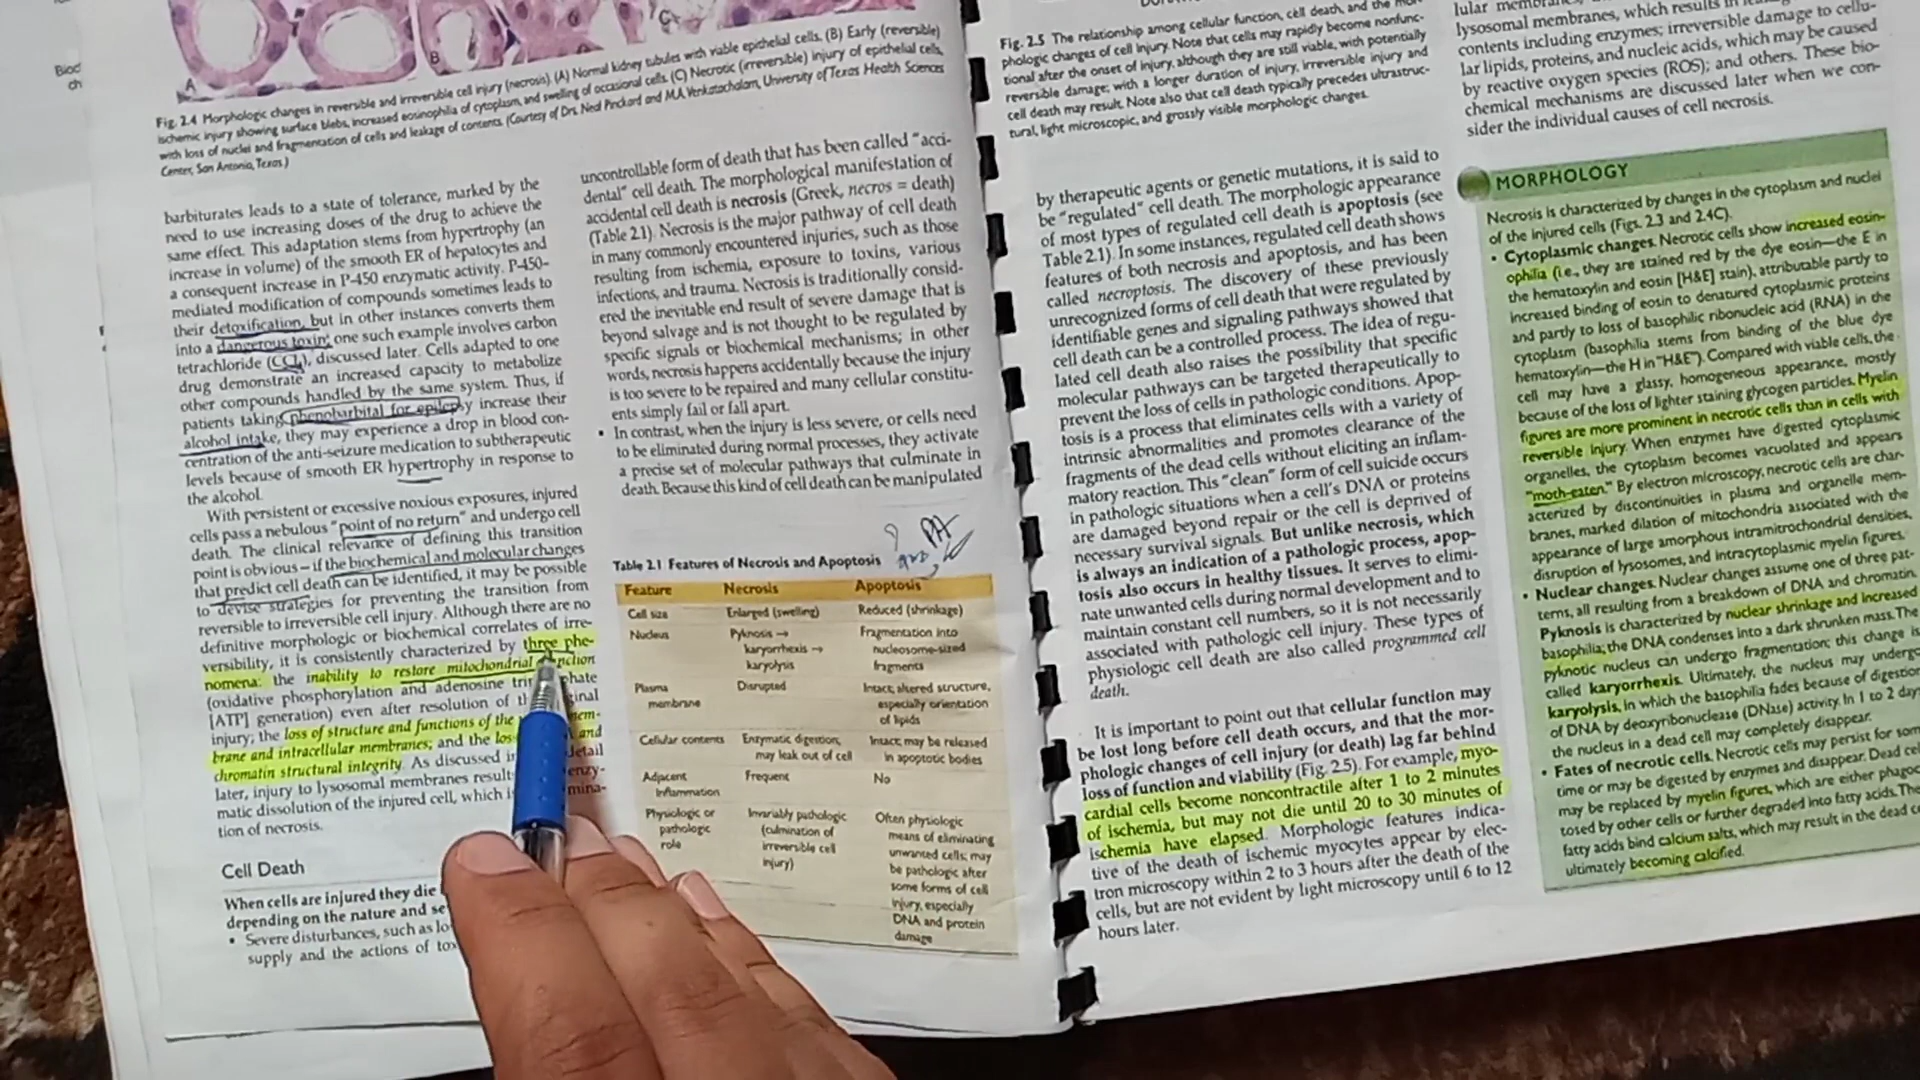 Biod
ch
A
B
C
Fig. 2.4 Morphologic changes in reversible and irreversible cell injury (necrosis). (A) Normal kidney tubules with viable epithelial cells. (B) Early (reversible)
ischemic injury showing surface blebs, increased eosinophilia of cytoplasm, and swelling of occasional cells. (C) Necrotic (irreversible) injury of epithelial cells,
with loss of nuclei and fragmentation of cells and leakage of contents. (Courtesy of Drs. Neal Pinckard and M.A. Venkatachalam, University of Texas Health Sciences
Center, San Antonio, Texas.)
barbiturates leads to a state of tolerance, marked by the
need to use increasing doses of the drug to achieve the
same effect. This adaptation stems from hypertrophy (an
increase in volume) of the smooth ER of hepatocytes and
a consequent increase in P-450 enzymatic activity. P-450-
mediated modification of compounds sometimes leads to
their detoxification, but in other instances converts them
into a dangerous toxin; one such example involves carbon
tetrachloride (CCl4), discussed later. Cells adapted to one
drug demonstrate an increased capacity to metabolize
other compounds handled by the same system. Thus, if
patients taking phenobarbital for epilepsy increase their
alcohol intake, they may experience a drop in blood con-
centration of the anti-seizure medication to subtherapeutic
levels because of smooth ER hypertrophy in response to
the alcohol.
With persistent or excessive noxious exposures, injured
cells pass a nebulous "point of no return" and undergo cell
death. The clinical relevance of defining this transition
point is obvious—if the biochemical and molecular changes
that predict cell death can be identified, it may be possible
to devise strategies for preventing the transition from
reversible to irreversible cell injury. Although there are no
definitive morphologic or biochemical correlates of irre-
versibility, it is consistently characterized by three phe-
nomena: the inability to restore mitochondrial
(oxidative phosphorylation and adenosine
[ATP] generation) even after resolution of
injury; the loss of structure and functions of the
brane and intracellular membranes; and the and
chromatin structural integrity. As discussed detail
later, injury to lysosomal membranes enzy-
matic dissolution of the injured cell, which
tion of necrosis.
Cell Death
When cells are injured they die
depending on the nature and
• Severe disturbances, such as
supply and the actions of
uncontrollable form of death that has been called "acci-
dental" cell death. The morphological manifestation of
accidental cell death is necrosis (Greek, necros = death)
(Table 2.1). Necrosis is the major pathway of cell death
in many commonly encountered injuries, such as those
resulting from ischemia, exposure to toxins, various
infections, and trauma. Necrosis is traditionally consid-
ered the inevitable end result of severe damage that is
beyond salvage and is not thought to be regulated by
specific signals or biochemical mechanisms; in other
words, necrosis happens accidentally because the injury
is too severe to be repaired and many cellular constitu-
ents simply fail or fall apart.
• In contrast, when the injury is less severe, or cells need
to be eliminated during normal processes, they activate
a precise set of molecular pathways that culminate in
death. Because this kind of cell death can be manipulated
Table 2.1 Features of Necrosis and Apoptosis
Feature Necrosis Apoptosis
Cell size Enlarged (swelling) Reduced (shrinkage)
Nucleus Pyknosis → Fragmentation into
karyorrhexis → nucleosome-sized
karyolysis fragments
Plasma Disrupted Intact; altered structure,
membrane especially orientation
of lipids
Cellular contents Enzymatic digestion; Intact; may be released
may leak out of cell in apoptotic bodies
Adjacent Frequent No
inflammation
Physiologic or Invariably pathologic Often physiologic
pathologic (culmination of means of eliminating
role irreversible cell unwanted cells; may
injury) be pathologic after
some forms of cell
injury, especially
DNA and protein
damage
Fig. 2.5 The relationship among cellular function, cell death, and the mor-
phologic changes of cell injury. Note that cells may rapidly become nonfunc-
tional after the onset of injury, although they are still viable, with potentially
reversible damage; with a longer duration of injury, irreversible injury and
cell death may result. Note also that cell death typically precedes ultrastruc-
tural, light microscopic, and grossly visible morphologic changes.
by therapeutic agents or genetic mutations, it is said to
be "regulated" cell death. The morphologic appearance
of most types of regulated cell death is apoptosis (see
Table 2.1). In some instances, regulated cell death shows
features of both necrosis and apoptosis, and has been
called necroptosis. The discovery of these previously
unrecognized forms of cell death that were regulated by
identifiable genes and signaling pathways showed that
cell death can be a controlled process. The idea of regu-
lated cell death also raises the possibility that specific
molecular pathways can be targeted therapeutically to
prevent the loss of cells in pathologic conditions. Apop-
tosis is a process that eliminates cells with a variety of
intrinsic abnormalities and promotes clearance of the
fragments of the dead cells without eliciting an inflam-
matory reaction. This "clean" form of cell suicide occurs
in pathologic situations when a cell's DNA or proteins
are damaged beyond repair or the cell is deprived of
necessary survival signals. But unlike necrosis, which
is always an indication of a pathologic process, apop-
tosis also occurs in healthy tissues. It serves to elimi-
nate unwanted cells during normal development and to
maintain constant cell numbers, so it is not necessarily
associated with pathologic cell injury. These types of
physiologic cell death are also called programmed cell
death.
It is important to point out that cellular function may
be lost long before cell death occurs, and that the mor-
phologic changes of cell injury (or death) lag far behind
loss of function and viability (Fig. 2.5). For example, myo-
cardial cells become noncontractile after 1 to 2 minutes
of ischemia, but may not die until 20 to 30 minutes of
ischemia have elapsed. Morphologic features indica-
tive of the death of ischemic myocytes appear by elec-
tron microscopy within 2 to 3 hours after the death of the
cells, but are not evident by light microscopy until 6 to 12
hours later.
lular
lysosomal membranes, which results in
contents including enzymes; irreversible damage to cellu-
lar lipids, proteins, and nucleic acids, which may be caused
by reactive oxygen species (ROS); and others. These bio-
chemical mechanisms are discussed later when we con-
sider the individual causes of cell necrosis.
MORPHOLOGY
Necrosis is characterized by changes in the cytoplasm and nuclei
of the injured cells (Figs. 2.3 and 2.4C).
• Cytoplasmic changes. Necrotic cells show increased eosin-
ophilia (i.e., they are stained red by the dye eosin—the E in
the hematoxylin and eosin [H&E] stain), attributable partly to
increased binding of eosin to denatured cytoplasmic proteins
and partly to loss of basophilic ribonucleic acid (RNA) in the
cytoplasm (basophilia stems from binding of the blue dye
hematoxylin—the H in "H&E"). Compared with viable cells, the
cell may have a glassy, homogeneous appearance, mostly
because of the loss of lighter staining glycogen particles. Myelin
figures are more prominent in necrotic cells than in cells with
reversible injury. When enzymes have digested cytoplasmic
organelles, the cytoplasm becomes vacuolated and appears
"moth-eaten." By electron microscopy, necrotic cells are char-
acterized by discontinuities in plasma and organelle mem-
branes, marked dilation of mitochondria associated with the
appearance of large amorphous intramitochondrial densities,
disruption of lysosomes, and intracytoplasmic myelin figures.
• Nuclear changes. Nuclear changes assume one of three pat-
terns, all resulting from a breakdown of DNA and chromatin.
Pyknosis is characterized by nuclear shrinkage and increased
basophilia; the DNA condenses into a dark shrunken mass. The
pyknotic nucleus can undergo fragmentation; this change is
called karyorrhexis. Ultimately, the nucleus may undergo
karyolysis, in which the basophilia fades because of digestion
of DNA by deoxyribonuclease (DNase) activity. In 1 to 2 days
the nucleus in a dead cell may completely disappear.
• Fates of necrotic cells. Necrotic cells may persist for some
time or may be digested by enzymes and disappear. Dead cells
may be replaced by myelin figures, which are either phagocy-
tosed by other cells or further degraded into fatty acids. These
fatty acids bind calcium salts, which may result in the dead
ultimately becoming calcified.